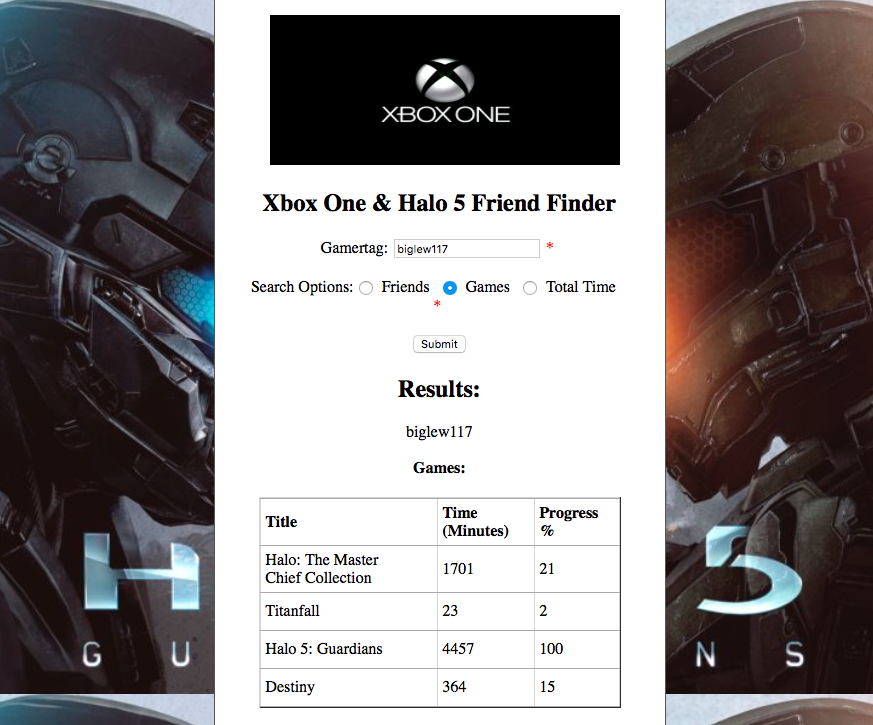 XBOX ONE
Xbox One & Halo 5 Friend Finder
Gamertag: biglew117 *
Search Options: Friends Games Total Time
*
Submit
Results:
biglew117
Games:
Title Time (Minutes) Progress %
Halo: The Master Chief Collection 1701 21
Titanfall 23 2
Halo 5: Guardians 4457 100
Destiny 364 15
H 5
G U N S